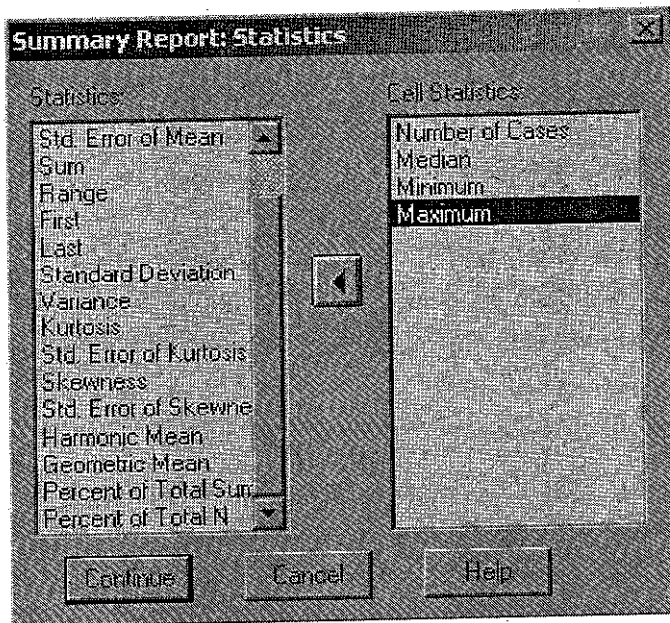 Summary Report: Statistics
Statistics:
Std. Error of Mean
Sum
Range
First
Last
Standard Deviation
Variance
Kurtosis
Std. Error of Kurtosis
Skewness
Std. Error of Skewne
Harmonic Mean
Geometric Mean
Percent of Total Sum
Percent of Total N
Cell Statistics:
Number of Cases
Median
Minimum
Maximum
Continue
Cancel
Help